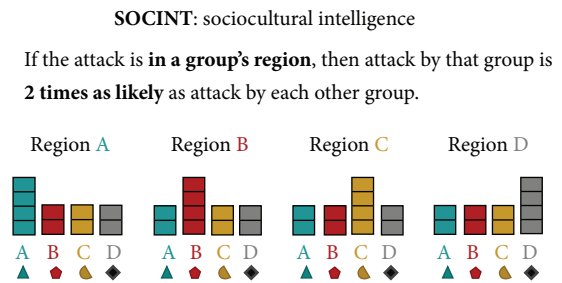 SOCINT: sociocultural intelligence
If the attack is in a group's region, then attack by that group is
2 times as likely as attack by each other group.
Region A Region B Region C Region D
A B C D A B C D A B C D A B C D